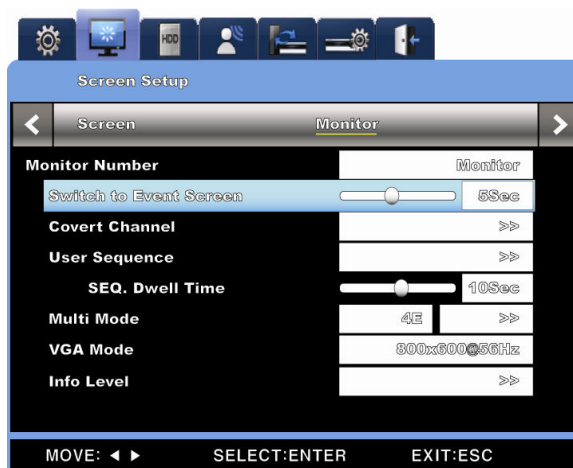 HDD
Screen Setup
Screen Monitor
Monitor Number Monitor
Switch to Event Screen 5Sec
Covert Channel >>
User Sequence >>
SEQ. Dwell Time 10Sec
Multi Mode 4E >>
VGA Mode 800x600@56Hz
Info Level >>
MOVE: ◀ ▶ SELECT:ENTER EXIT:ESC